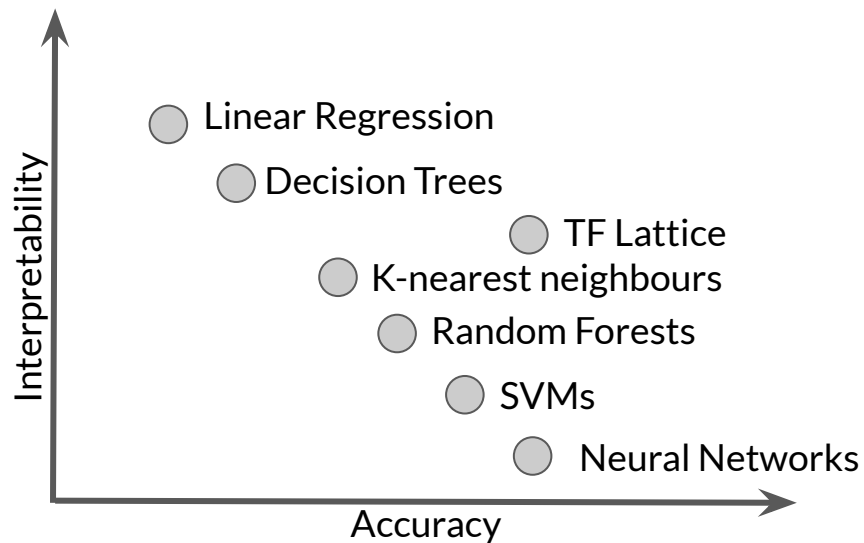 Linear Regression
Decision Trees
TF Lattice
K-nearest neighbours
Random Forests
SVMs
Neural Networks
Interpretability
Accuracy